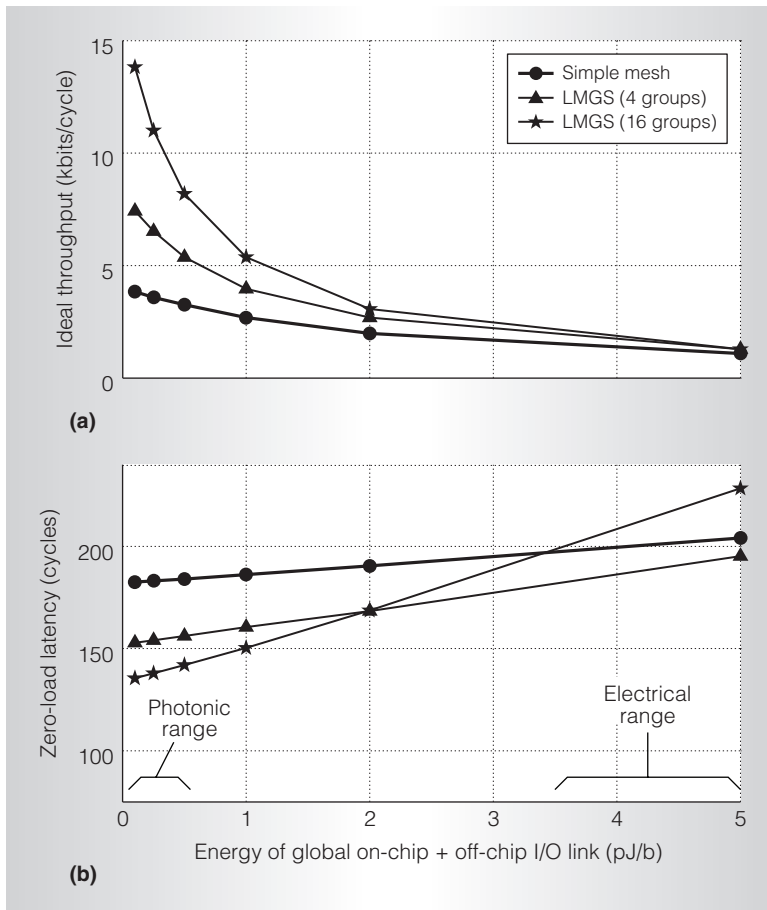 15
10
5
0
Ideal throughput (kbits/cycle)
Simple mesh
LMGS (4 groups)
LMGS (16 groups)
(a)
200
150
100
Zero-load latency (cycles)
Photonic
range
Electrical
range
0 1 2 3 4 5
Energy of global on-chip + off-chip I/O link (pJ/b)
(b)